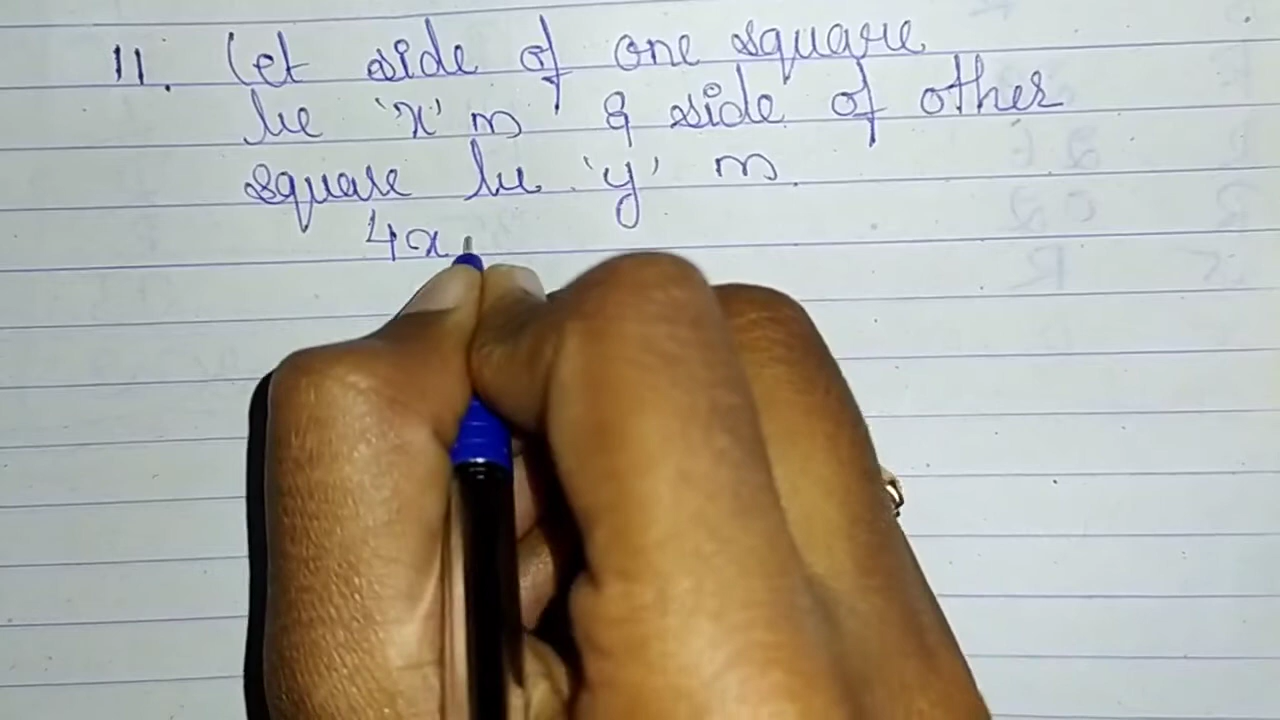 11. Let side of one square
be 'x' m & side of other
square be 'y' m
4x